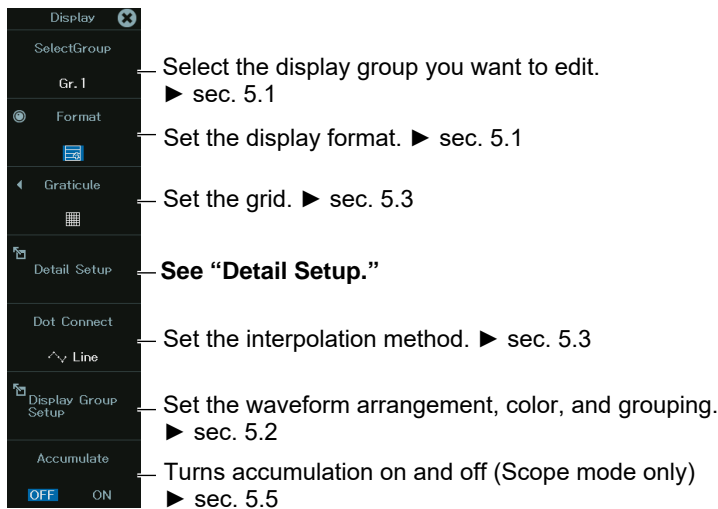 Display
SelectGroup
Gr.1
Select the display group you want to edit.
► sec. 5.1
Format
Set the display format. ► sec. 5.1
Graticule
Set the grid. ► sec. 5.3
Detail Setup
See “Detail Setup.”
Dot Connect
Line
Set the interpolation method. ► sec. 5.3
Display Group
Setup
Set the waveform arrangement, color, and grouping.
► sec. 5.2
Accumulate
OFF ON
Turns accumulation on and off (Scope mode only)
► sec. 5.5